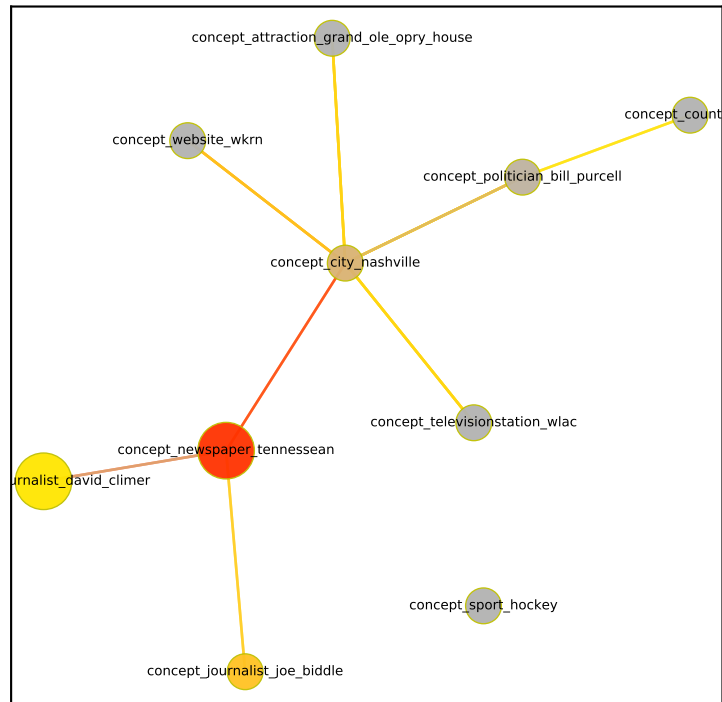 concept_attraction_grand_ole_opry_house
concept_count
concept_website_wkrn
concept_politician_bill_purcell
concept_city_nashville
concept_televisionstation_wlac
concept_newspaper_tennessean
urnalist_david_climer
concept_sport_hockey
concept_journalist_joe_biddle